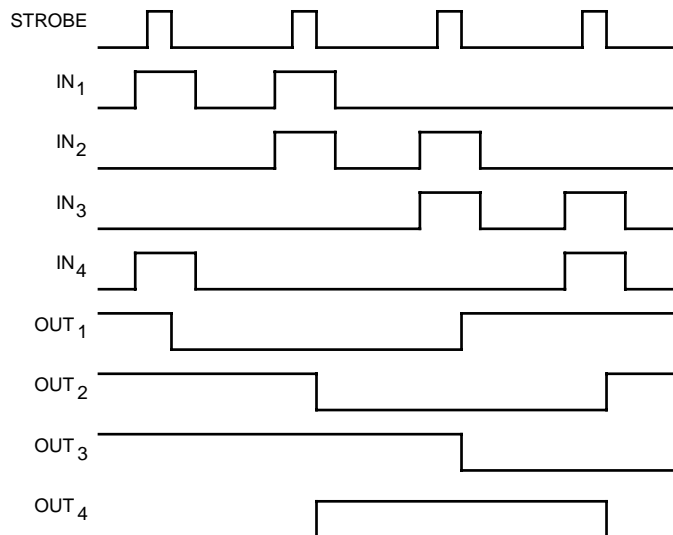 STROBE
IN1
IN2
IN3
IN4
OUT1
OUT2
OUT3
OUT4